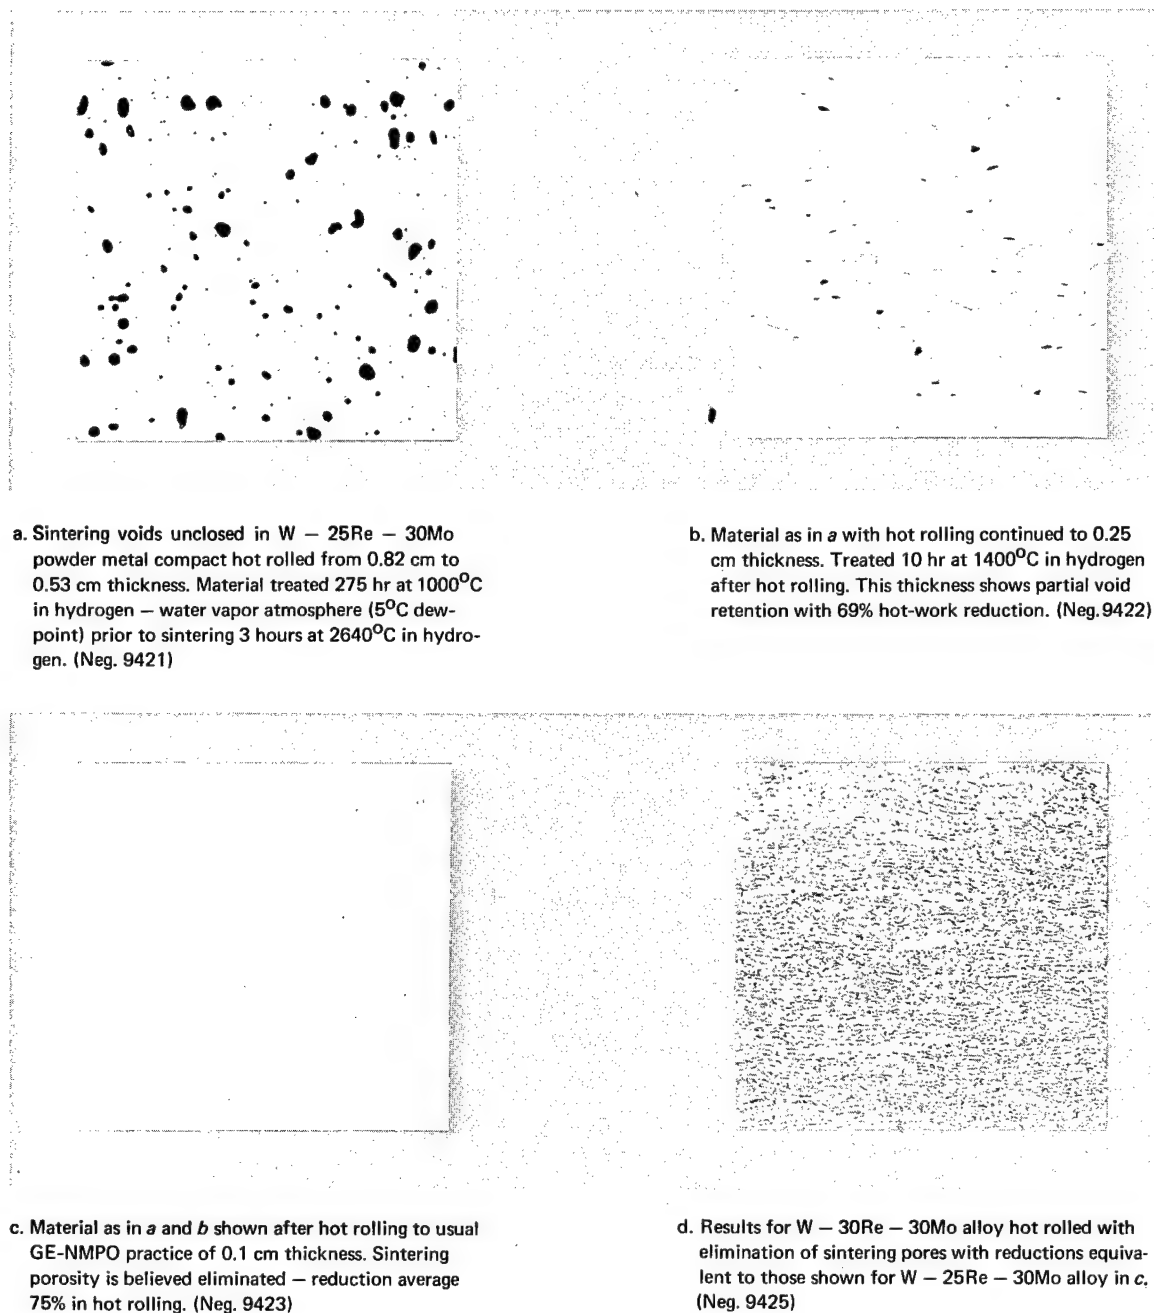 a. Sintering voids unclosed in W – 25Re – 30Mo
powder metal compact hot rolled from 0.82 cm to
0.53 cm thickness. Material treated 275 hr at 1000°C
in hydrogen – water vapor atmosphere (5°C dew-
point) prior to sintering 3 hours at 2640°C in hydro-
gen. (Neg. 9421)
b. Material as in a with hot rolling continued to 0.25
cm thickness. Treated 10 hr at 1400°C in hydrogen
after hot rolling. This thickness shows partial void
retention with 69% hot-work reduction. (Neg. 9422)
c. Material as in a and b shown after hot rolling to usual
GE-NMPO practice of 0.1 cm thickness. Sintering
porosity is believed eliminated – reduction average
75% in hot rolling. (Neg. 9423)
d. Results for W – 30Re – 30Mo alloy hot rolled with
elimination of sintering pores with reductions equiva-
lent to those shown for W – 25Re – 30Mo alloy in c.
(Neg. 9425)